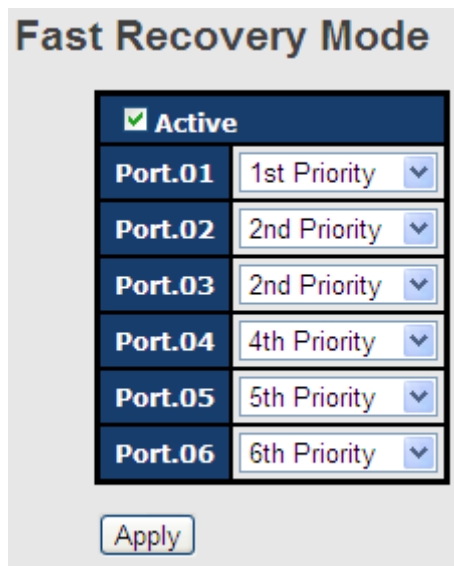 Fast Recovery Mode
Active
Port.01 1st Priority
Port.02 2nd Priority
Port.03 2nd Priority
Port.04 4th Priority
Port.05 5th Priority
Port.06 6th Priority
Apply